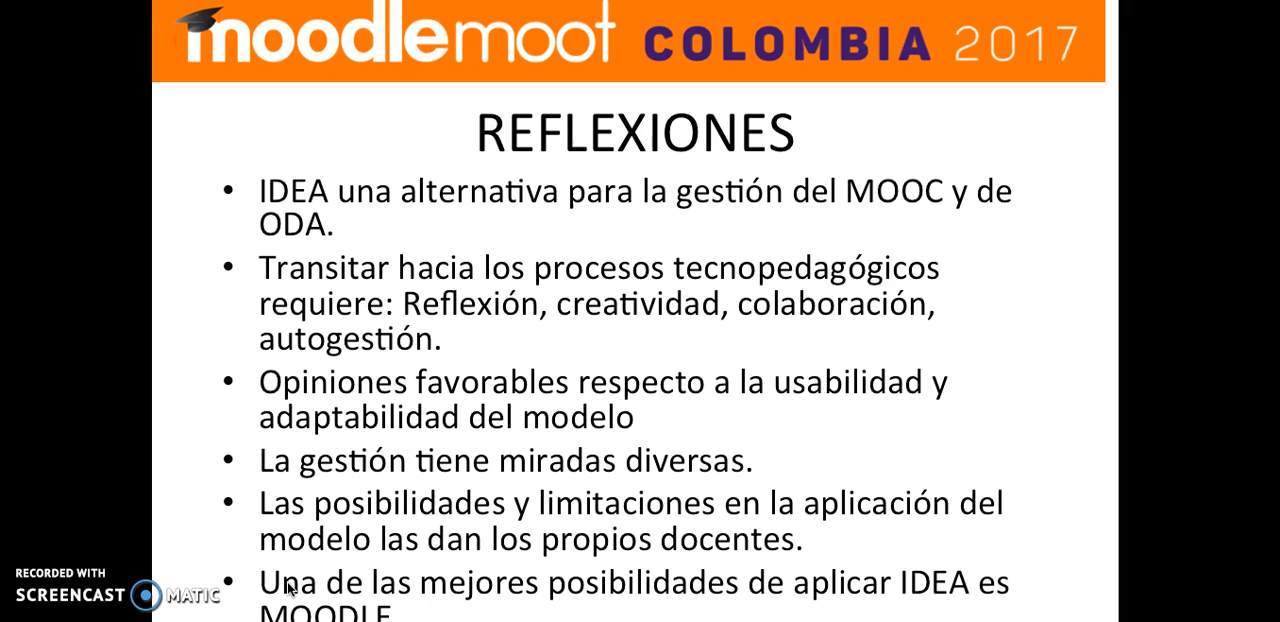 moodlemoot COLOMBIA 2017
REFLEXIONES
• IDEA una alternativa para la gestión del MOOC y de
ODA.
• Transitar hacia los procesos tecnopedagógicos
requiere: Reflexión, creatividad, colaboración,
autogestión.
• Opiniones favorables respecto a la usabilidad y
adaptabilidad del modelo
• La gestión tiene miradas diversas.
• Las posibilidades y limitaciones en la aplicación del
modelo las dan los propios docentes.
• Una de las mejores posibilidades de aplicar IDEA es
MOODLE
RECORDED WITH
SCREENCAST MATIC